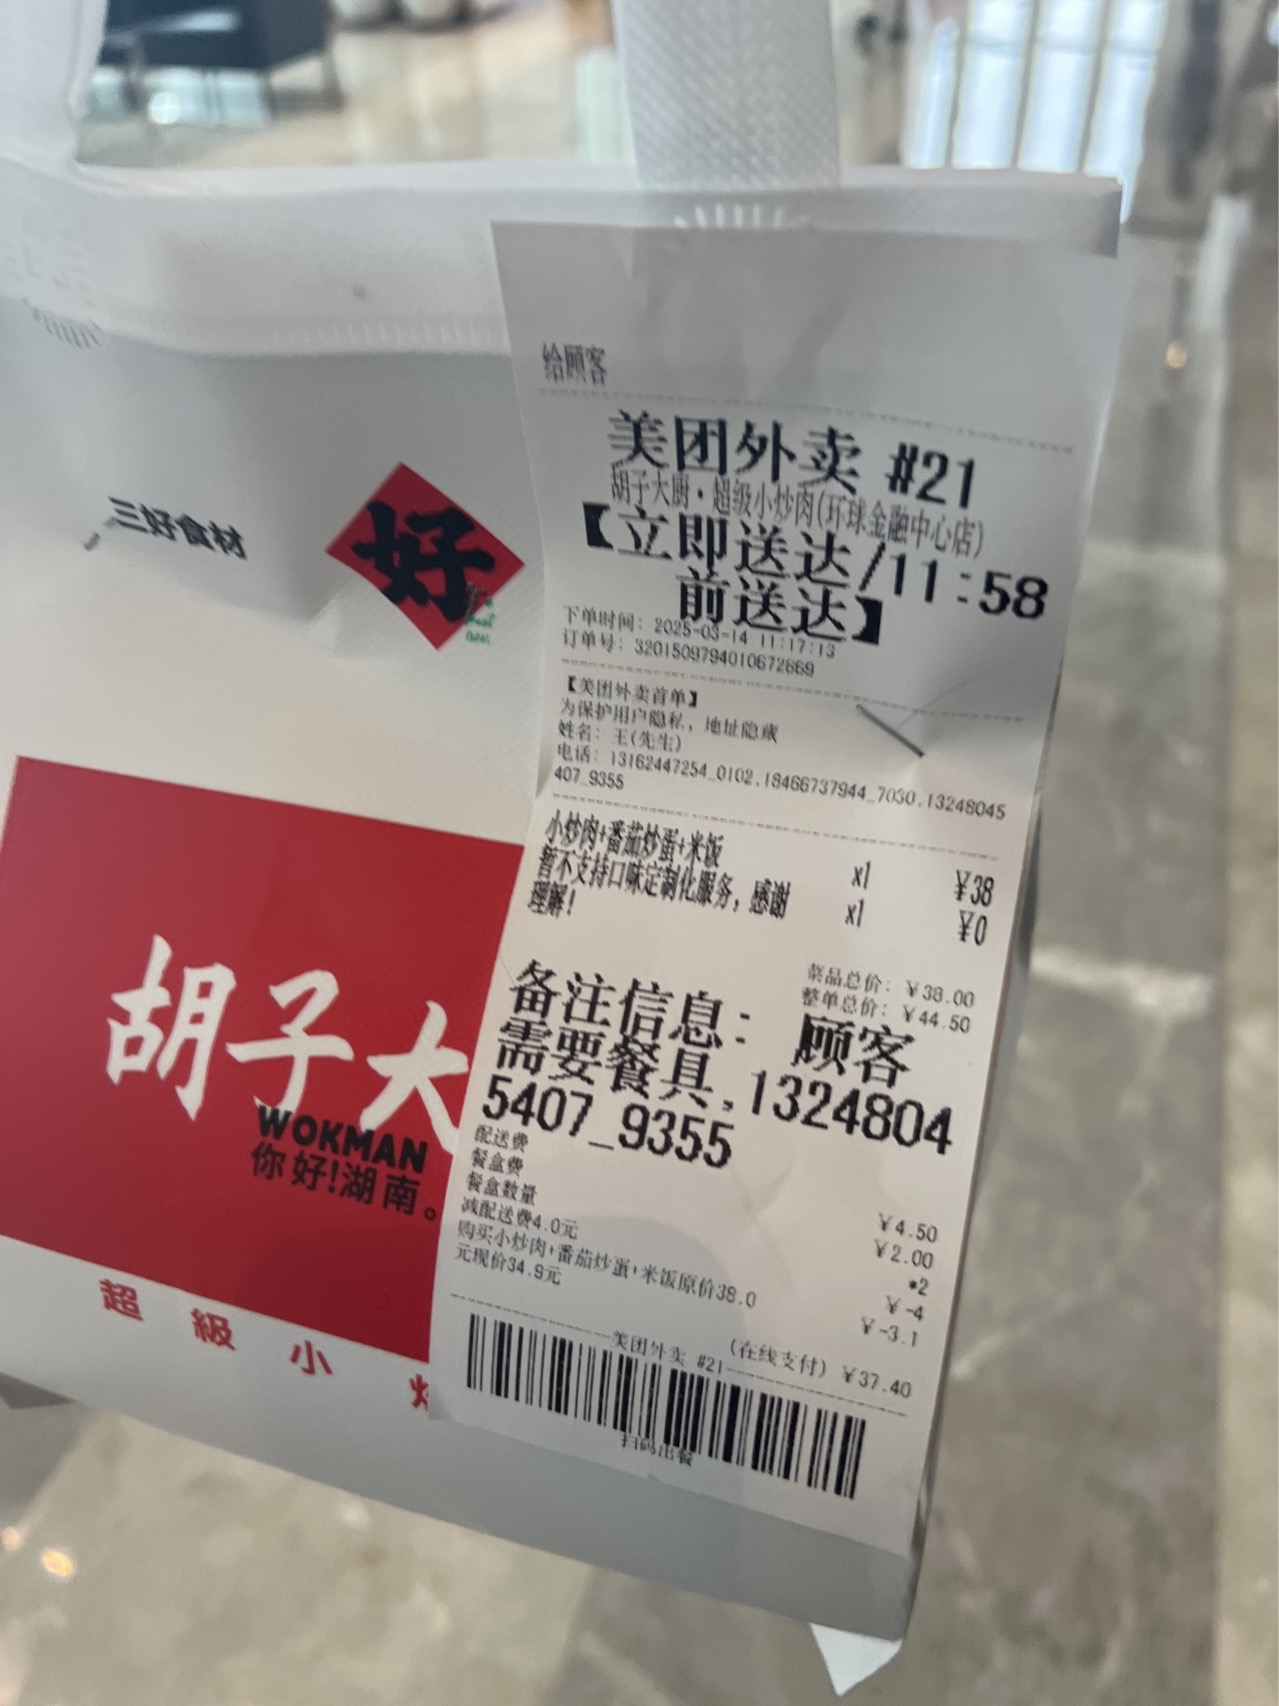 三好食材
好
胡子大
WOKMAN
你好!湖南。
超級小炒
给顾客
美团外卖 #21
胡子大厨·超级小炒肉(环球金融中心店)
【立即送达/11:58
前送达】
下单时间: 2025-03-14 11:17:13
订单号: 3201509794010672669
【美团外卖首单】
为保护用户隐私, 地址隐藏
姓名: 王(先生)
电话: 13162447254_0102,18466737944_7030,13248045
407_9355
小炒肉+番茄炒蛋+米饭 x1 ¥38
暂不支持口味定制化服务, 感谢 x1 ¥0
理解!
菜品总价: ¥38.00
整单总价: ¥44.50
备注信息: 顾客
需要餐具,1324804
5407_9355
配送费 ¥4.50
餐盒费 ¥2.00
餐盒数量 *2
减配送费4.0元 ¥-4
购买小炒肉+番茄炒蛋+米饭原价38.0 ¥-3.1
元现价34.9元
(在线支付) ¥37.40
美团外卖 #21
扫码出餐